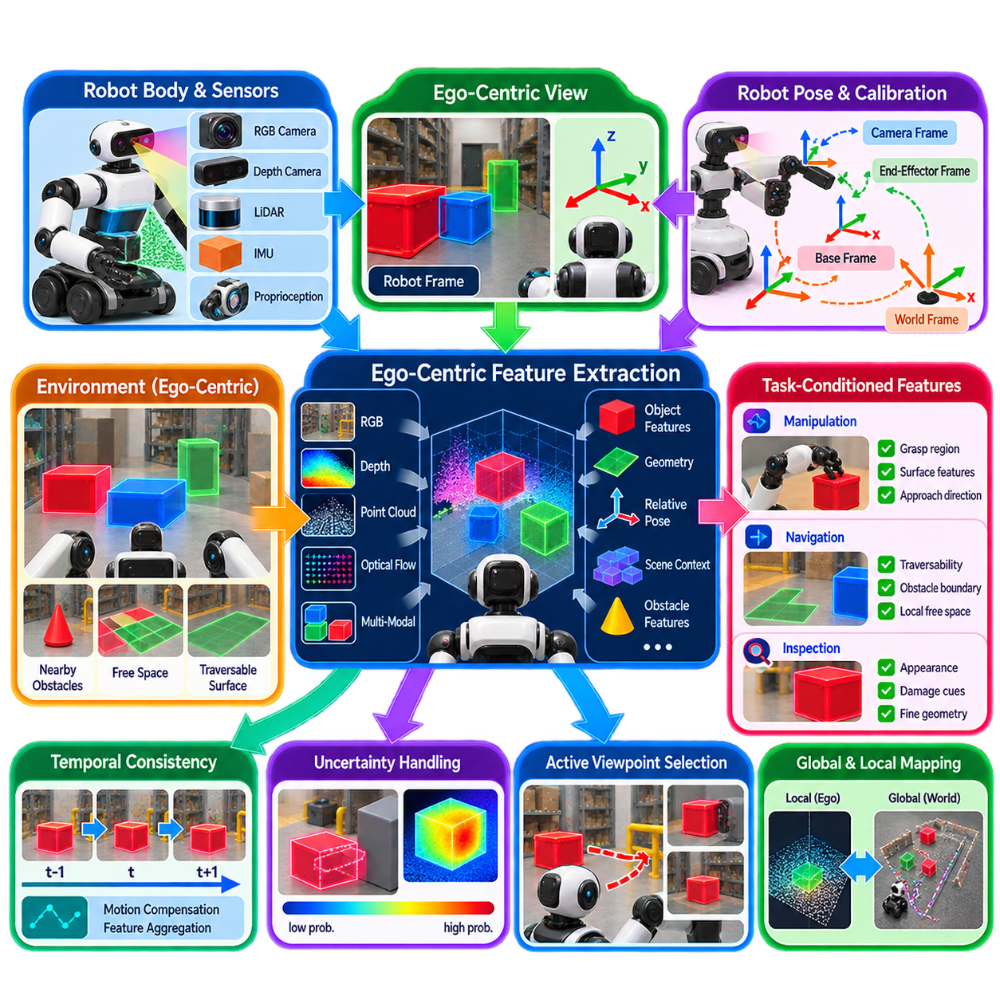 Robot Body & Sensors
RGB Camera
Depth Camera
LiDAR
IMU
Proprioception
Ego-Centric View
z
y
x
Robot Frame
Robot Pose & Calibration
Camera Frame
End-Effector Frame
x
Base Frame
x
World Frame
Environment (Ego-Centric)
Nearby
Obstacles
Free Space
Traversable
Surface
Ego-Centric Feature Extraction
RGB
Depth
Point Cloud
Optical Flow
Multi-Modal
Object
Features
Geometry
Relative
Pose
Scene Context
Obstacle
Features
Task-Conditioned Features
Manipulation
Grasp region
Surface features
Approach direction
Navigation
Traversability
Obstacle boundary
Local free space
Inspection
Appearance
Damage cues
Fine geometry
Temporal Consistency
t-1
t
t+1
Motion Compensation
Feature Aggregation
Uncertainty Handling
low prob.
high prob.
Active Viewpoint Selection
Global & Local Mapping
Local (Ego)
Global (World)